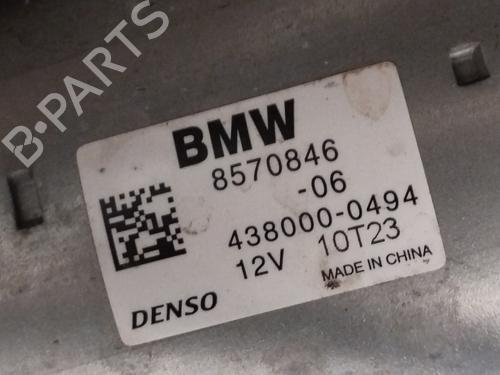 B-PARTS
BMW
8570846
-06
438000-0494
12V 10T23
DENSO MADE IN CHINA